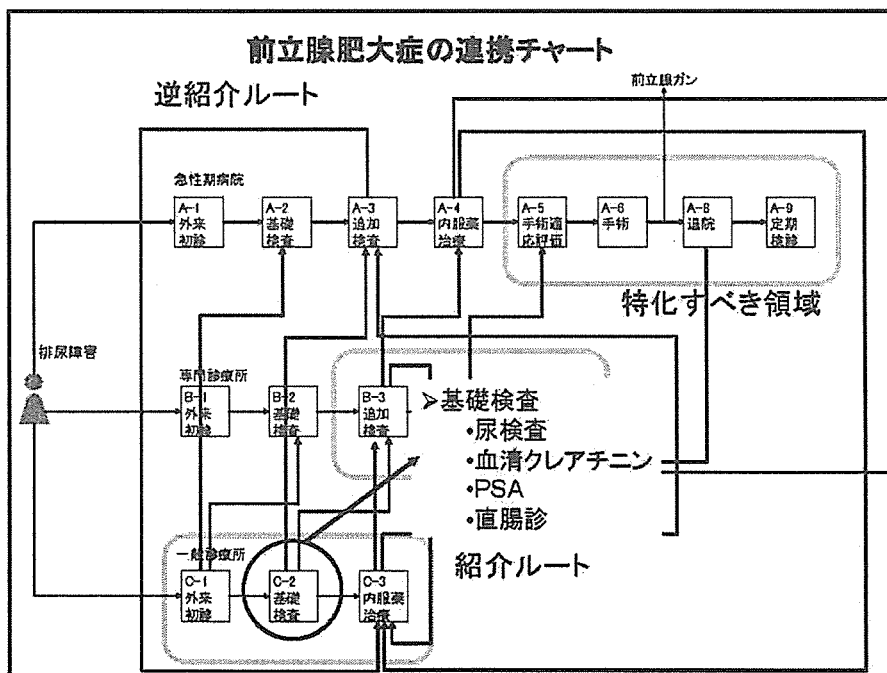 前立腺肥大症の連携チャート
逆紹介ルート
前立腺ガン
急性期病院
A-1
外来
初診
A-2
基礎
検査
A-3
追加
検査
A-4
内服薬
治療
A-5
手術適
応評価
A-6
手術
A-8
退院
A-9
定期
検診
特化すべき領域
排尿障害
専門診療所
B-1
外来
初診
B-2
基礎
検査
B-3
追加
検査
➢基礎検査
・尿検査
・血清クレアチニン
・PSA
・直腸診
紹介ルート
一般診療所
C-1
外来
初診
C-2
基礎
検査
C-3
内服薬
治療